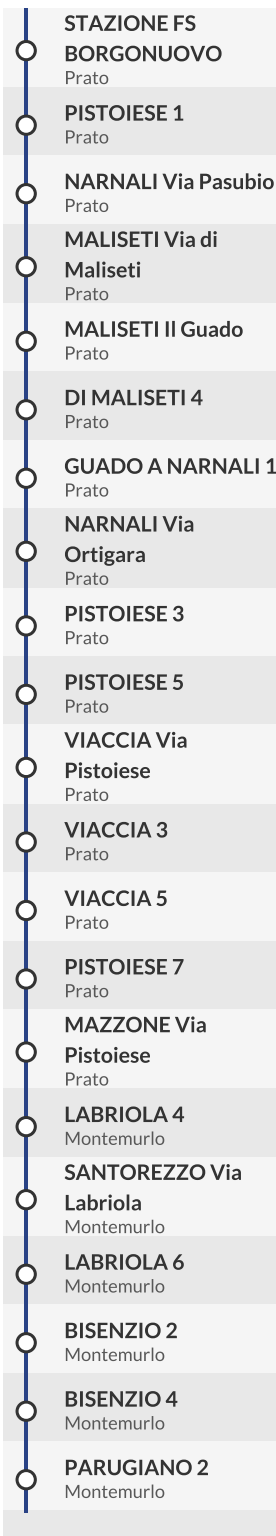 STAZIONE FS
BORGONUOVO
Prato
PISTOIESE 1
Prato
NARNALI Via Pasubio
Prato
MALISETI Via di
Maliseti
Prato
MALISETI Il Guado
Prato
DI MALISETI 4
Prato
GUADO A NARNALI 1
Prato
NARNALI Via
Ortigara
Prato
PISTOIESE 3
Prato
PISTOIESE 5
Prato
VIACCIA Via
Pistoiese
Prato
VIACCIA 3
Prato
VIACCIA 5
Prato
PISTOIESE 7
Prato
MAZZONE Via
Pistoiese
Prato
LABRIOLA 4
Montemurlo
SANTOREZZO Via
Labriola
Montemurlo
LABRIOLA 6
Montemurlo
BISENZIO 2
Montemurlo
BISENZIO 4
Montemurlo
PARUGIANO 2
Montemurlo